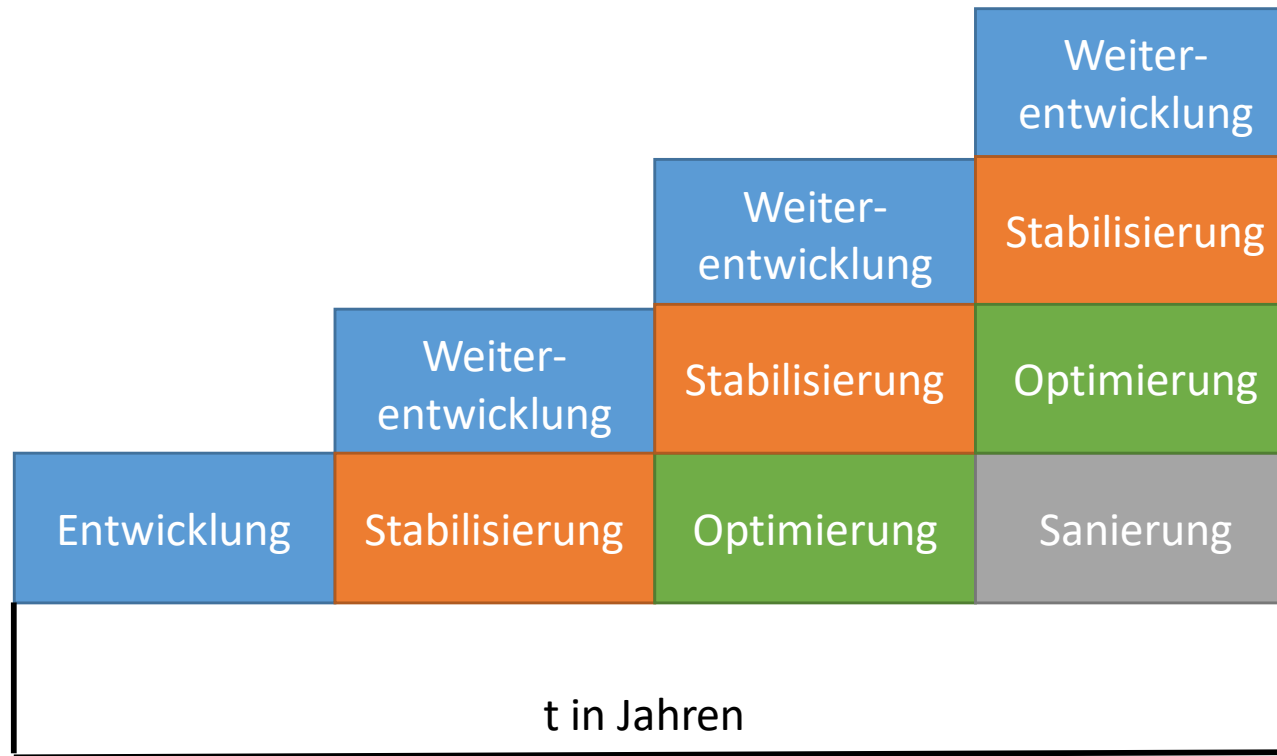 Weiter-
entwicklung
Weiter-
entwicklung
Stabilisierung
Weiter-
entwicklung
Stabilisierung
Optimierung
Entwicklung
Stabilisierung
Optimierung
Sanierung
t in Jahren